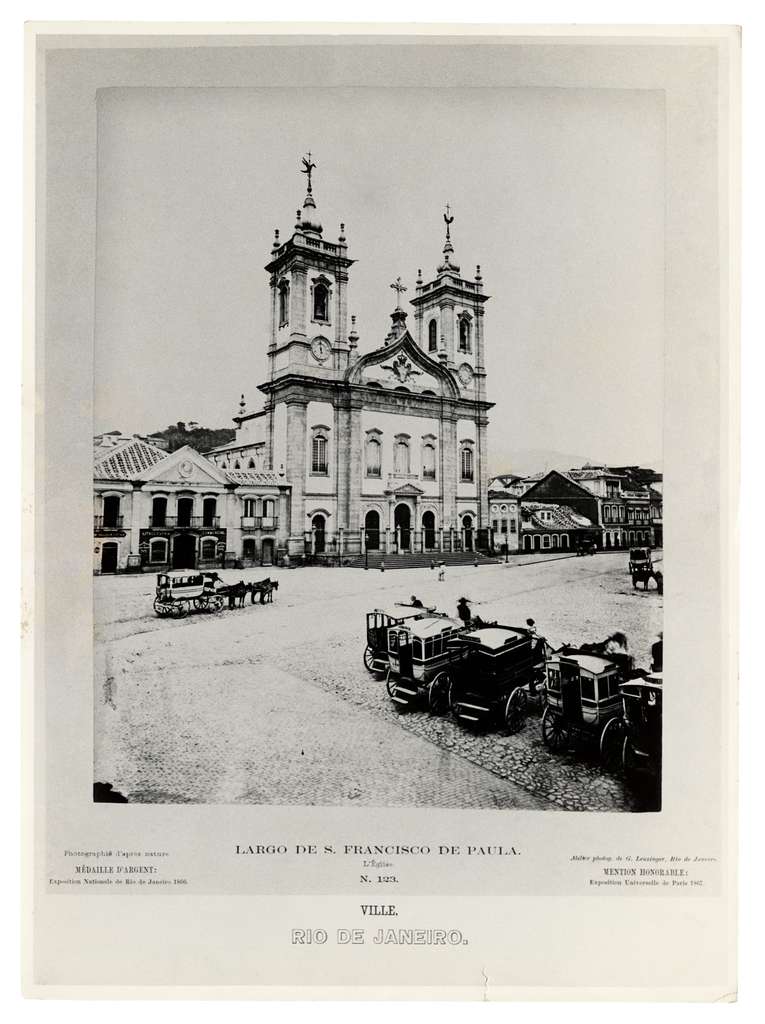 LARGO DE S. FRANCISCO DE PAULA.
L'Église.
N. 123.
Photographié d'après nature
MÉDAILLE D'ARGENT:
Exposition Nationale de Rio de Janeiro 1866.
Atelier photog. de G. Leuzinger, Rio de Janeiro
MENTION HONORABLE:
Exposition Universelle de Paris 1867.
VILLE.
RIO DE JANEIRO.